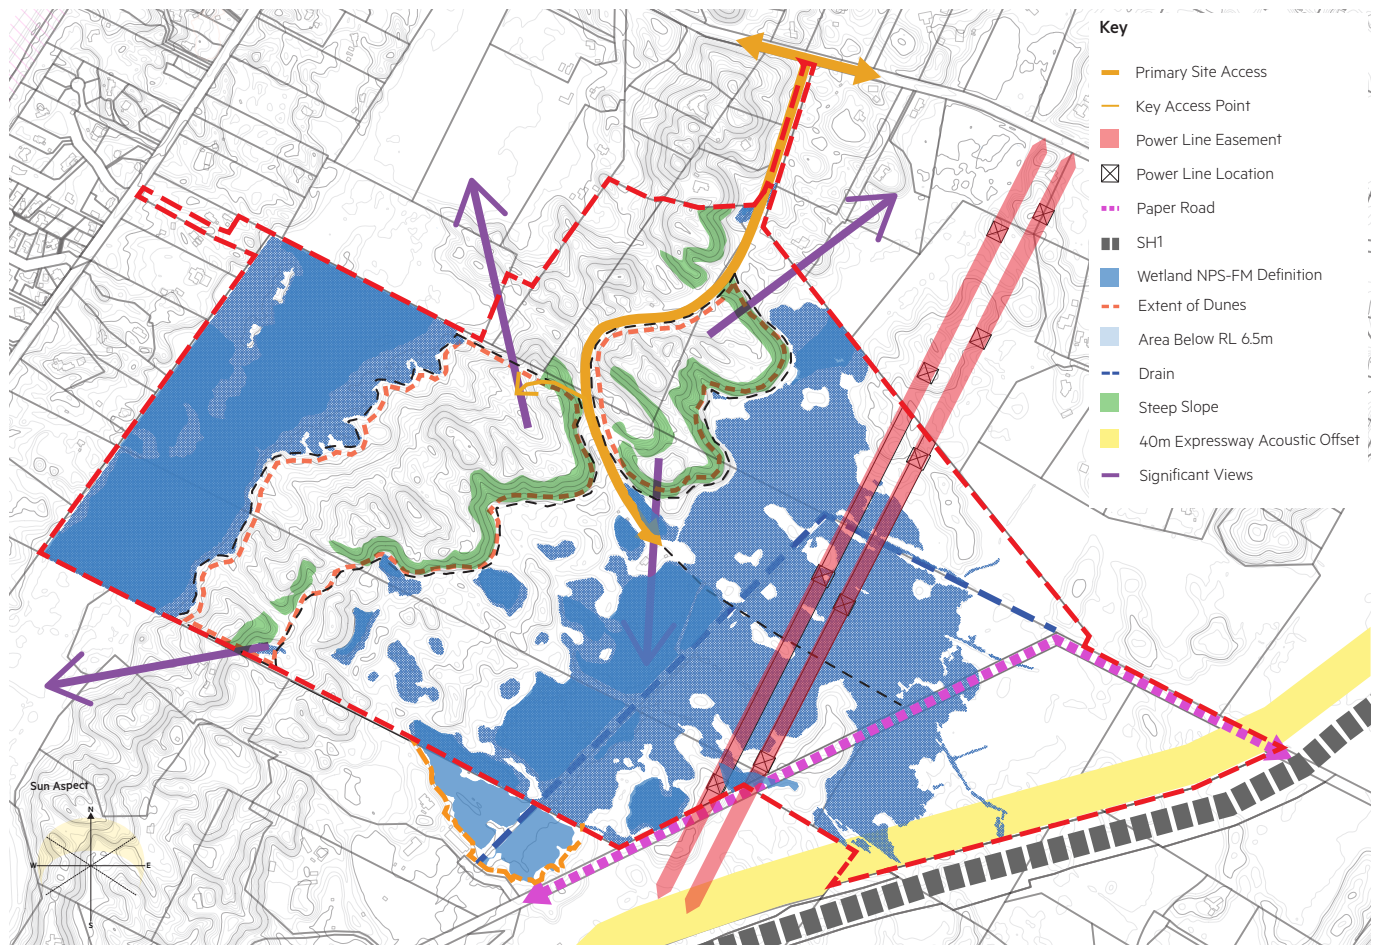 Key
Primary Site Access
Key Access Point
Power Line Easement
Power Line Location
Paper Road
SH1
Wetland NPS-FM Definition
Extent of Dunes
Area Below RL 6.5m
Drain
Steep Slope
40m Expressway Acoustic Offset
Significant Views
Sun Aspect
N
W
E
S